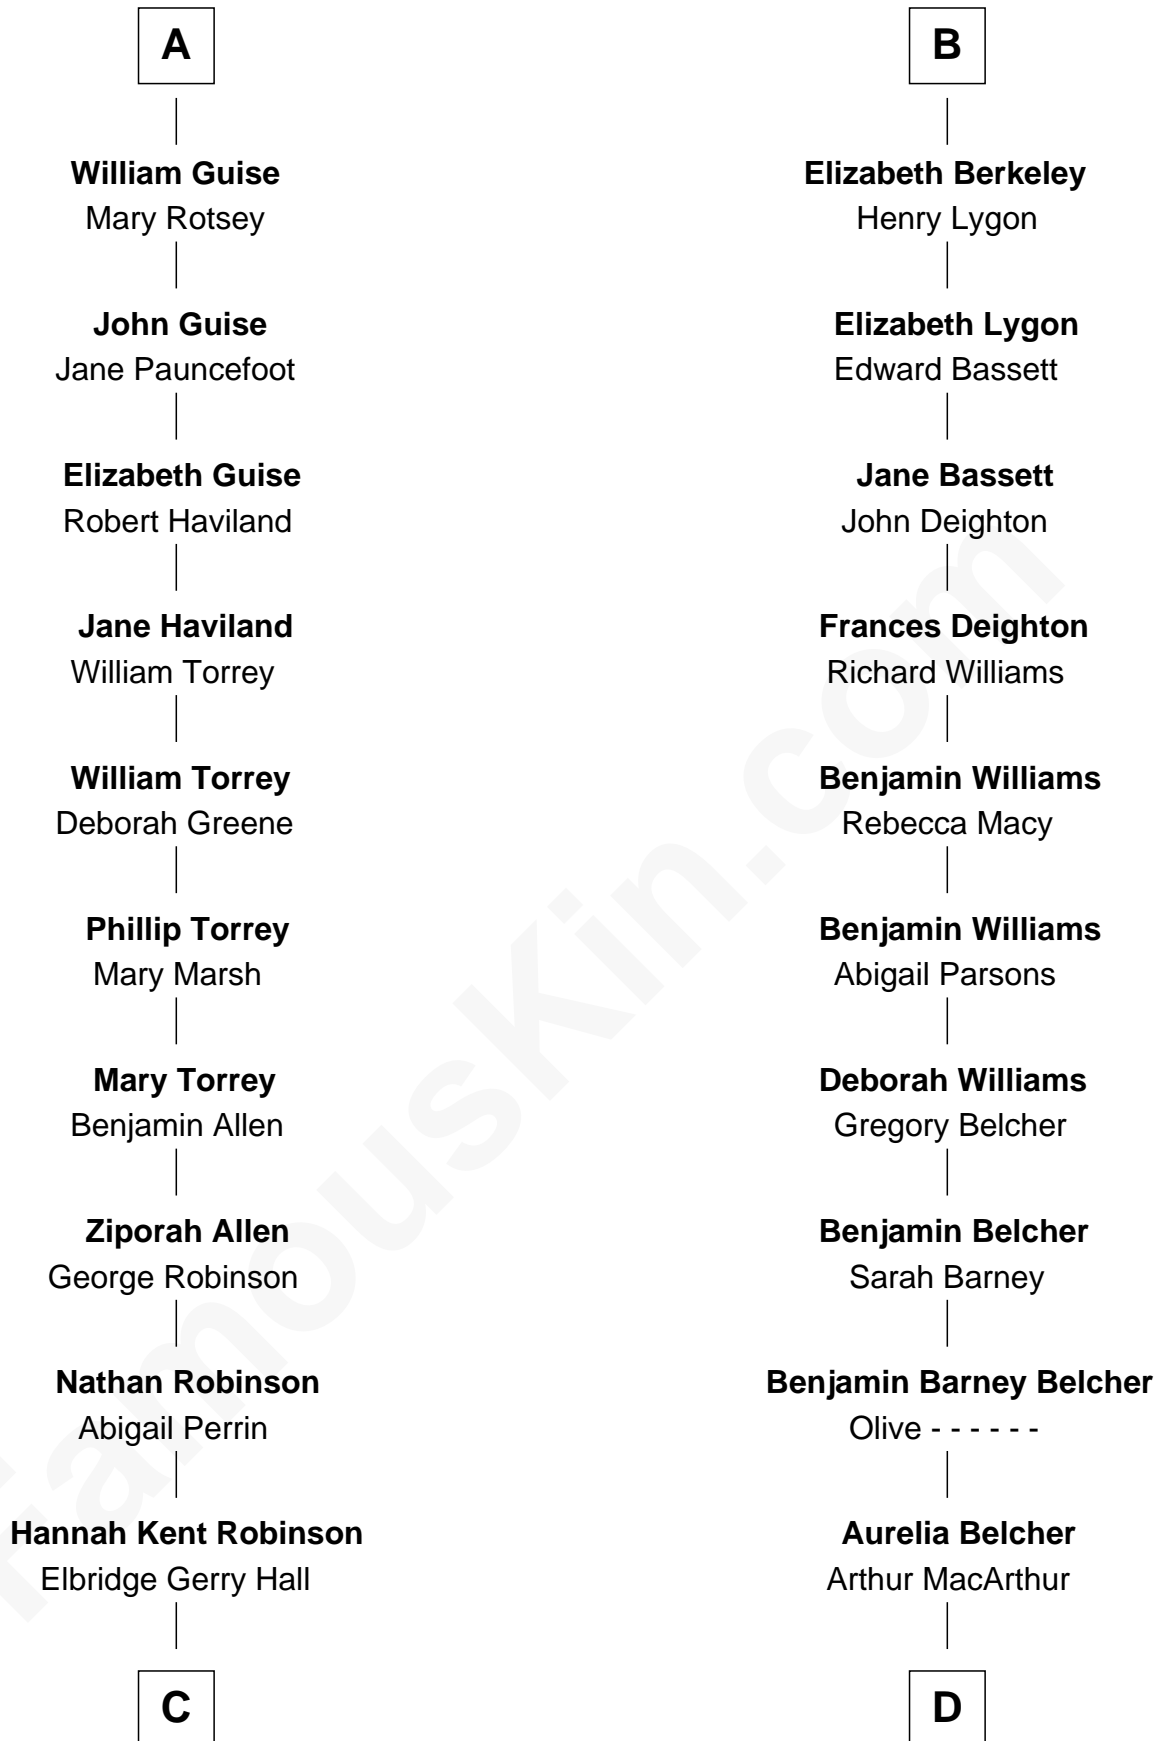 A
William Guise
Mary Rotsey
John Guise
Jane Pauncefoot
Elizabeth Guise
Robert Haviland
Jane Haviland
William Torrey
William Torrey
Deborah Greene
Phillip Torrey
Mary Marsh
Mary Torrey
Benjamin Allen
Ziporah Allen
George Robinson
Nathan Robinson
Abigail Perrin
Hannah Kent Robinson
Elbridge Gerry Hall
C
B
Elizabeth Berkeley
Henry Lygon
Elizabeth Lygon
Edward Bassett
Jane Bassett
John Deighton
Frances Deighton
Richard Williams
Benjamin Williams
Rebecca Macy
Benjamin Williams
Abigail Parsons
Deborah Williams
Gregory Belcher
Benjamin Belcher
Sarah Barney
Benjamin Barney Belcher
Olive - - - - - -
Aurelia Belcher
Arthur MacArthur
D
FamousKin.com